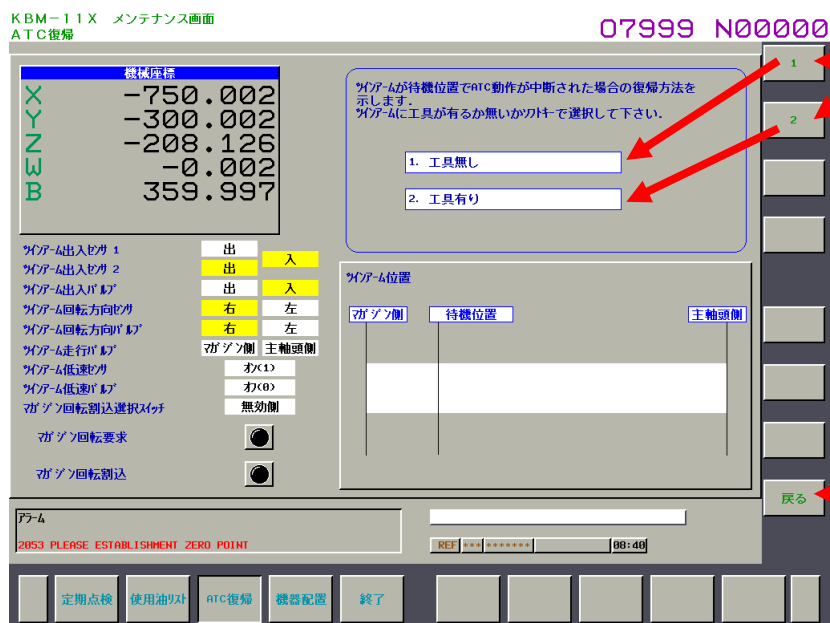 KBM-11X メンテナンス画面
ATC復帰
O7999 N00000
機械座標
X -750.002
Y -300.002
Z -208.126
W -0.002
B 359.997
ﾂインアームが待機位置でATC動作が中断された場合の復帰方法を
示します.
ﾂインアームに工具が有るか無いかソフトキーで選択して下さい.
1. 工具無し
2. 工具有り
1
2
戻る
ﾂインアーム出入センサ 1 出
ﾂインアーム出入センサ 2 出 入
ﾂインアーム出入バルブ 出 入
ﾂインアーム回転方向センサ 右 左
ﾂインアーム回転方向バルブ 右 左
ﾂインアーム走行バルブ マガジン側 主軸頭側
ﾂインアーム低速センサ オン(1)
ﾂインアーム低速バルブ オフ(0)
マガジン回転割込選択スイッチ 無効側
マガジン回転要求
マガジン回転割込
ﾂインアーム位置
マガジン側 待機位置 主軸頭側
アラーム
2053 PLEASE ESTABLISHMENT ZERO POINT
REF *** ******* 08:40
定期点検 使用油リスト ATC復帰 機器配置 終了